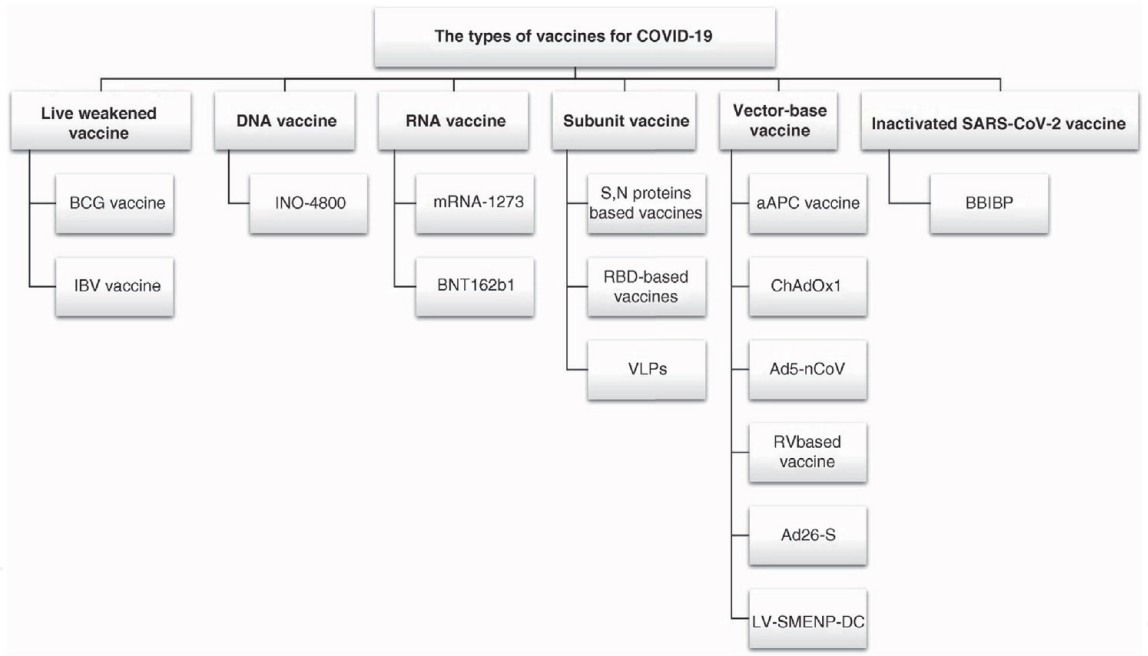 The types of vaccines for COVID-19
Live weakened
vaccine
BCG vaccine
IBV vaccine
DNA vaccine
INO-4800
RNA vaccine
mRNA-1273
BNT162b1
Subunit vaccine
S,N proteins
based vaccines
RBD-based
vaccines
VLPs
Vector-base
vaccine
aAPC vaccine
ChAdOx1
Ad5-nCoV
RVbased
vaccine
Ad26-S
LV-SMENP-DC
Inactivated SARS-CoV-2 vaccine
BBIBP